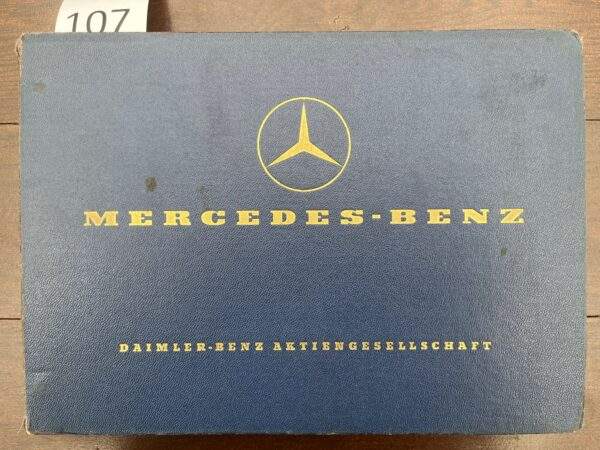 107
MERCEDES-BENZ
DAIMLER-BENZ AKTIENGESELLSCHAFT